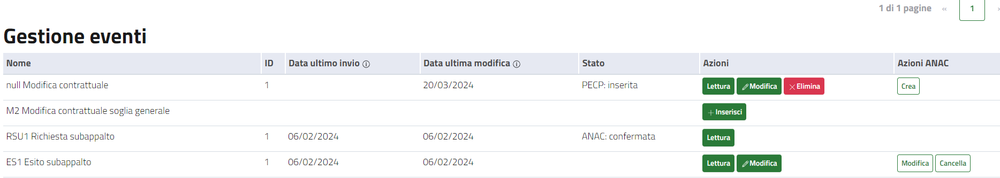 1 di 1 pagine « 1 ›
Gestione eventi
Nome ID Data ultimo invio Data ultima modifica Stato Azioni Azioni ANAC
null Modifica contrattuale 1 20/03/2024 PECP: inserita Lettura Modifica Elimina Crea
M2 Modifica contrattuale soglia generale Inserisci
RSU1 Richiesta subappalto 1 06/02/2024 06/02/2024 ANAC: confermata Lettura
ES1 Esito subappalto 1 06/02/2024 06/02/2024 Lettura Modifica Modifica Cancella